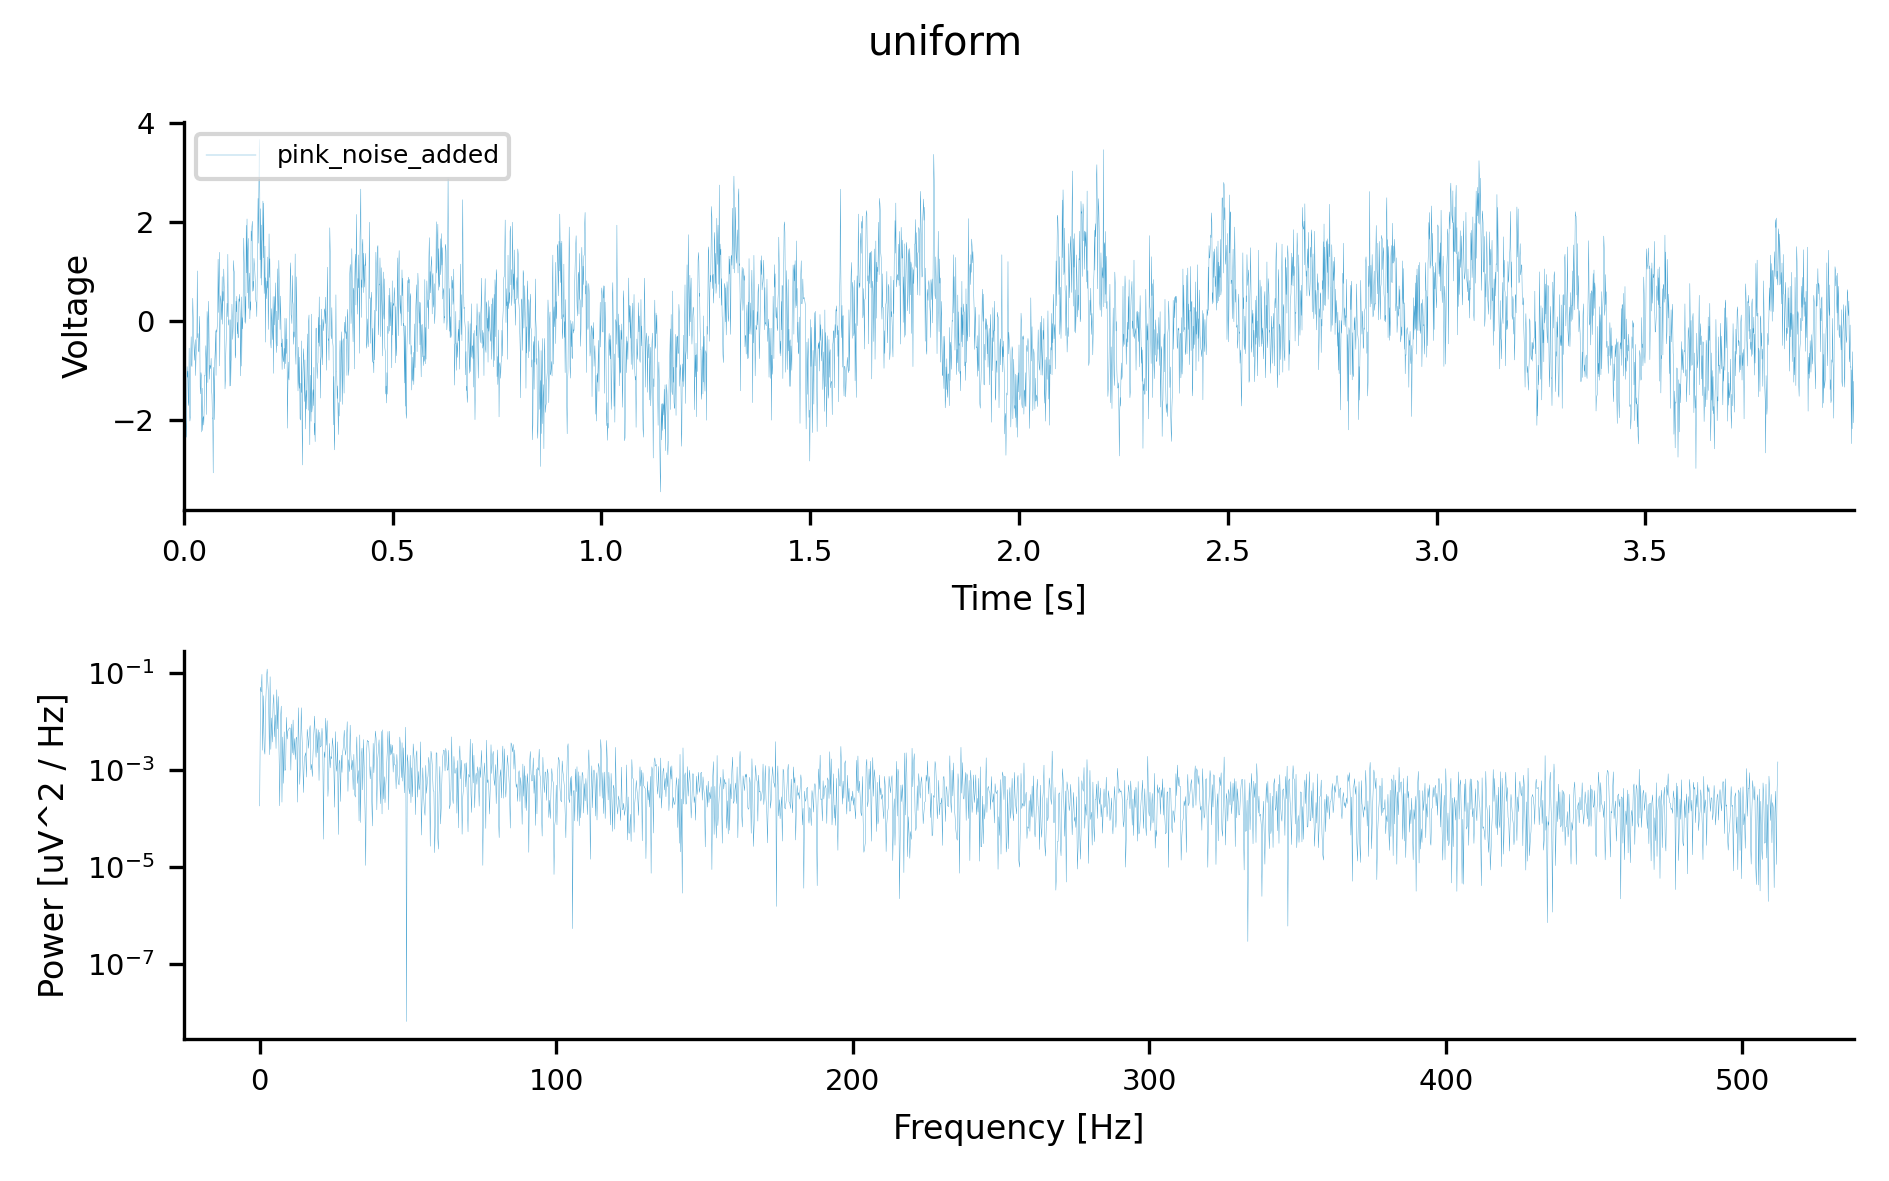 uniform
4
pink_noise_added
2
0
−2
Voltage
0.0 0.5 1.0 1.5 2.0 2.5 3.0 3.5
Time [s]
10⁻¹
10⁻³
10⁻⁵
10⁻⁷
Power [uV^2 / Hz]
0 100 200 300 400 500
Frequency [Hz]